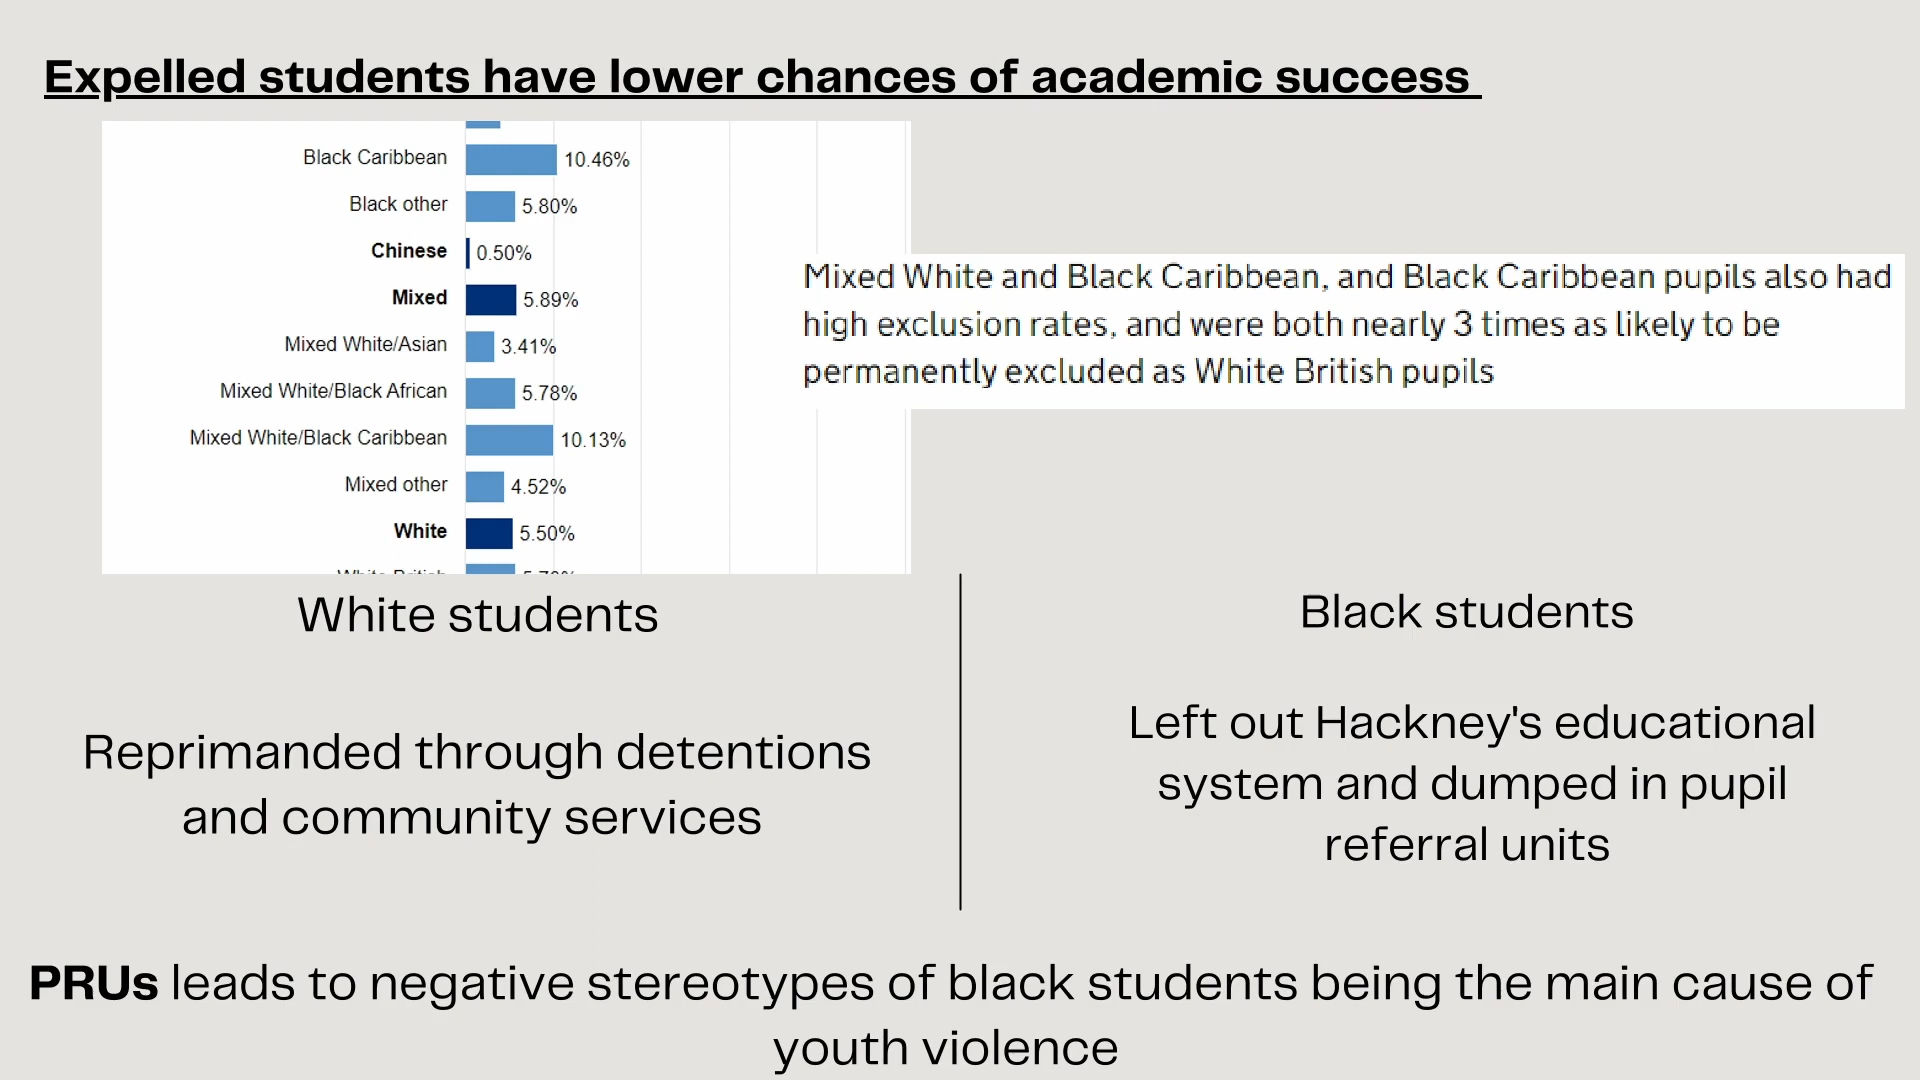 Expelled students have lower chances of academic success
Black Caribbean 10.46%
Black other 5.80%
Chinese 0.50%
Mixed 5.89%
Mixed White/Asian 3.41%
Mixed White/Black African 5.78%
Mixed White/Black Caribbean 10.13%
Mixed other 4.52%
White 5.50%
White British
Mixed White and Black Caribbean, and Black Caribbean pupils also had
high exclusion rates, and were both nearly 3 times as likely to be
permanently excluded as White British pupils
White students
Reprimanded through detentions
and community services
Black students
Left out Hackney's educational
system and dumped in pupil
referral units
PRUs leads to negative stereotypes of black students being the main cause of
youth violence